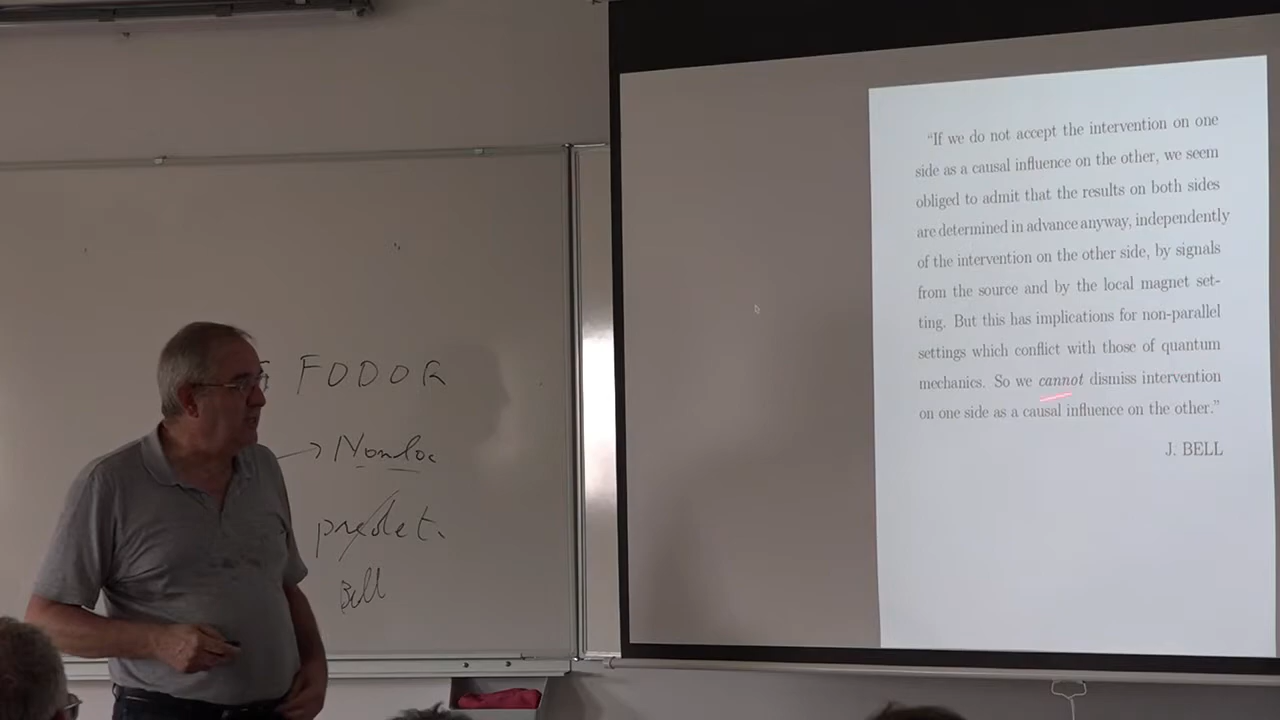 FODOR
→ Nonloc
predet.
Bell
“If we do not accept the intervention on one
side as a causal influence on the other, we seem
obliged to admit that the results on both sides
are determined in advance anyway, independently
of the intervention on the other side, by signals
from the source and by the local magnet set-
ting. But this has implications for non-parallel
settings which conflict with those of quantum
mechanics. So we cannot dismiss intervention
on one side as a causal influence on the other.”
J. BELL